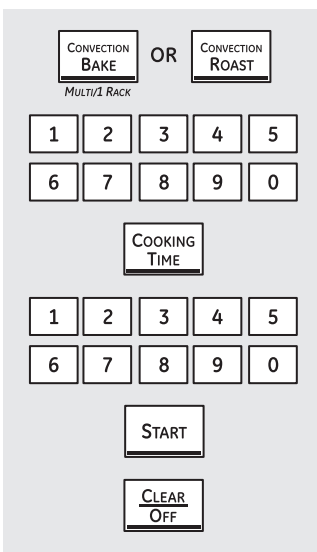 CONVECTION CONVECTION
BAKE OR ROAST
MULTI/1 RACK
1 2 3 4 5
6 7 8 9 0
COOKING
TIME
1 2 3 4 5
6 7 8 9 0
START
CLEAR
OFF